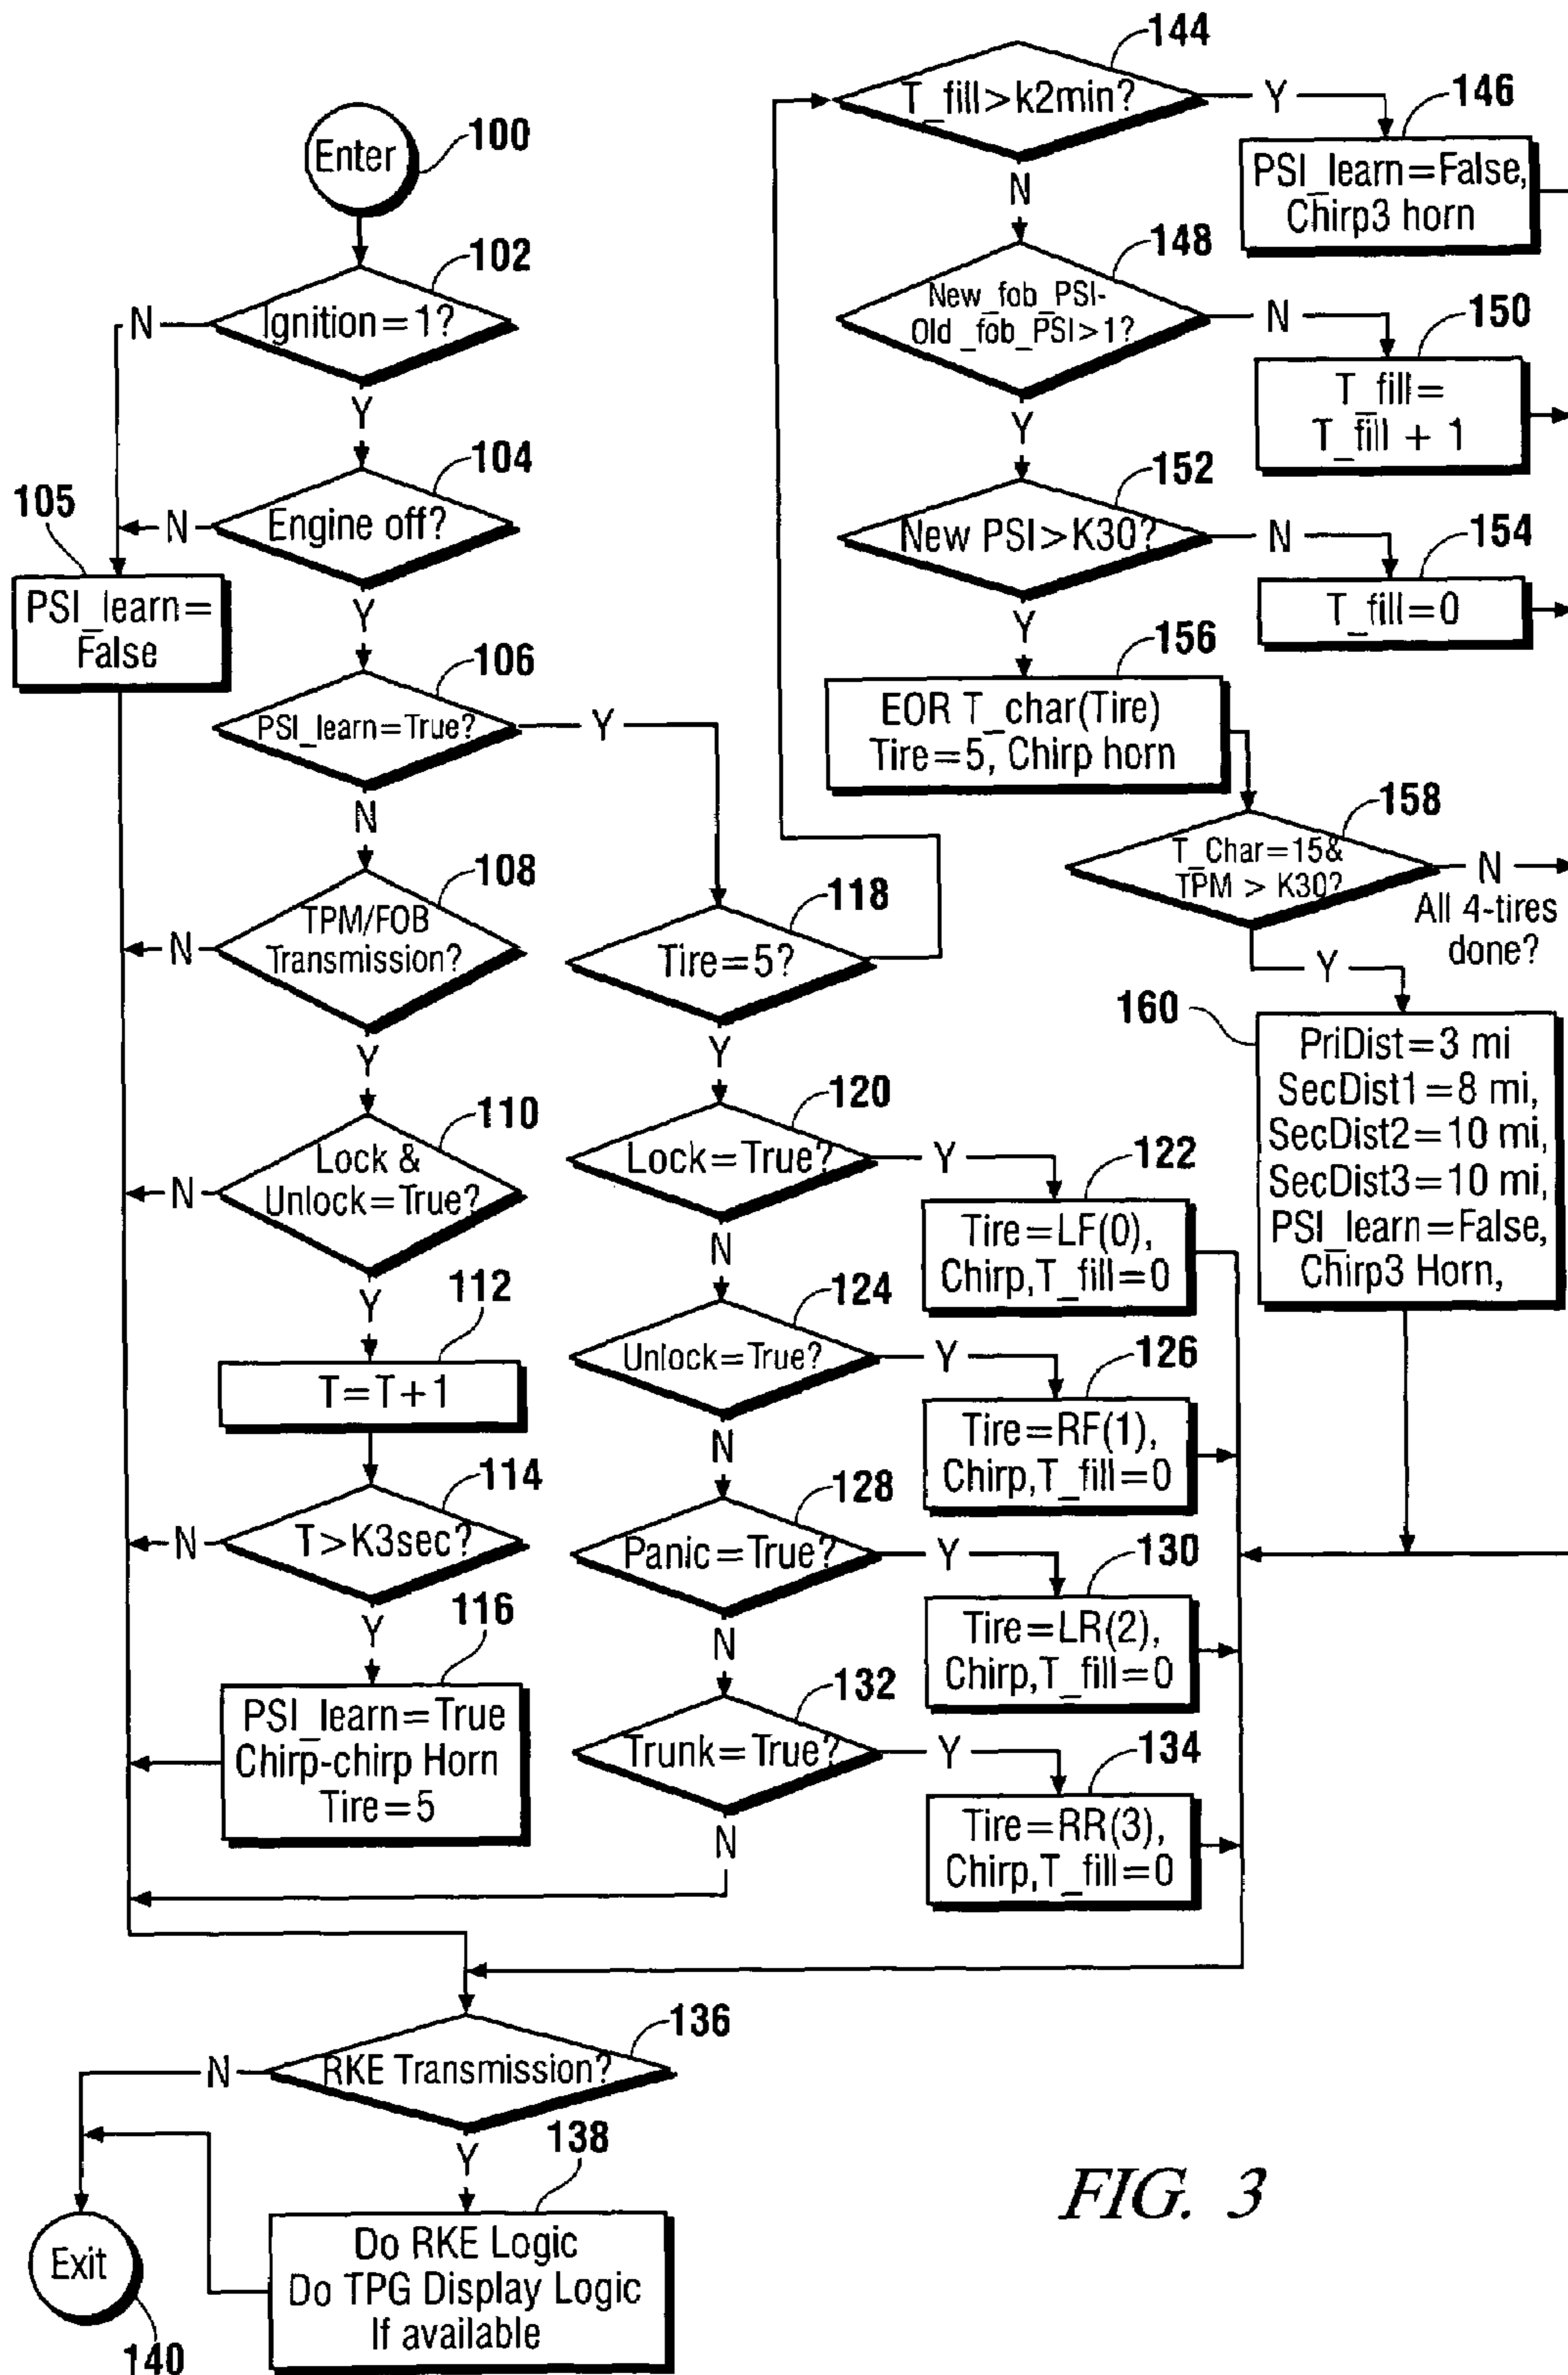 Enter
100
102
Ignition=1?
N
Y
104
Engine off?
N
Y
105
PSI_learn=
False
106
PSI_learn=True?
Y
N
108
TPM/FOB
Transmission?
N
Y
110
Lock &
Unlock=True?
N
Y
112
T=T+1
114
T>K3sec?
N
Y
116
PSI_learn=True
Chirp-chirp Horn
Tire=5
118
Tire=5?
Y
120
Lock=True?
Y
N
122
Tire=LF(0),
Chirp,T_fill=0
124
Unlock=True?
Y
N
126
Tire=RF(1),
Chirp,T_fill=0
128
Panic=True?
Y
N
130
Tire=LR(2),
Chirp,T_fill=0
132
Trunk=True?
Y
N
134
Tire=RR(3),
Chirp,T_fill=0
144
T_fill>k2min?
Y
N
146
PSI_learn=False,
Chirp3 horn
148
New_fob_PSI-
Old_fob_PSI>1?
N
Y
150
T_fill=
T_fill + 1
152
New PSI>K30?
N
Y
154
T_fill=0
156
EOR T_char(Tire)
Tire=5, Chirp horn
158
T_Char=15&
TPM > K30?
N
All 4-tires
done?
Y
160
PriDist=3 mi
SecDist1=8 mi,
SecDist2=10 mi,
SecDist3=10 mi,
PSI_learn=False,
Chirp3 Horn,
136
RKE Transmission?
N
Y
138
Do RKE Logic
Do TPG Display Logic
If available
Exit
140
FIG. 3